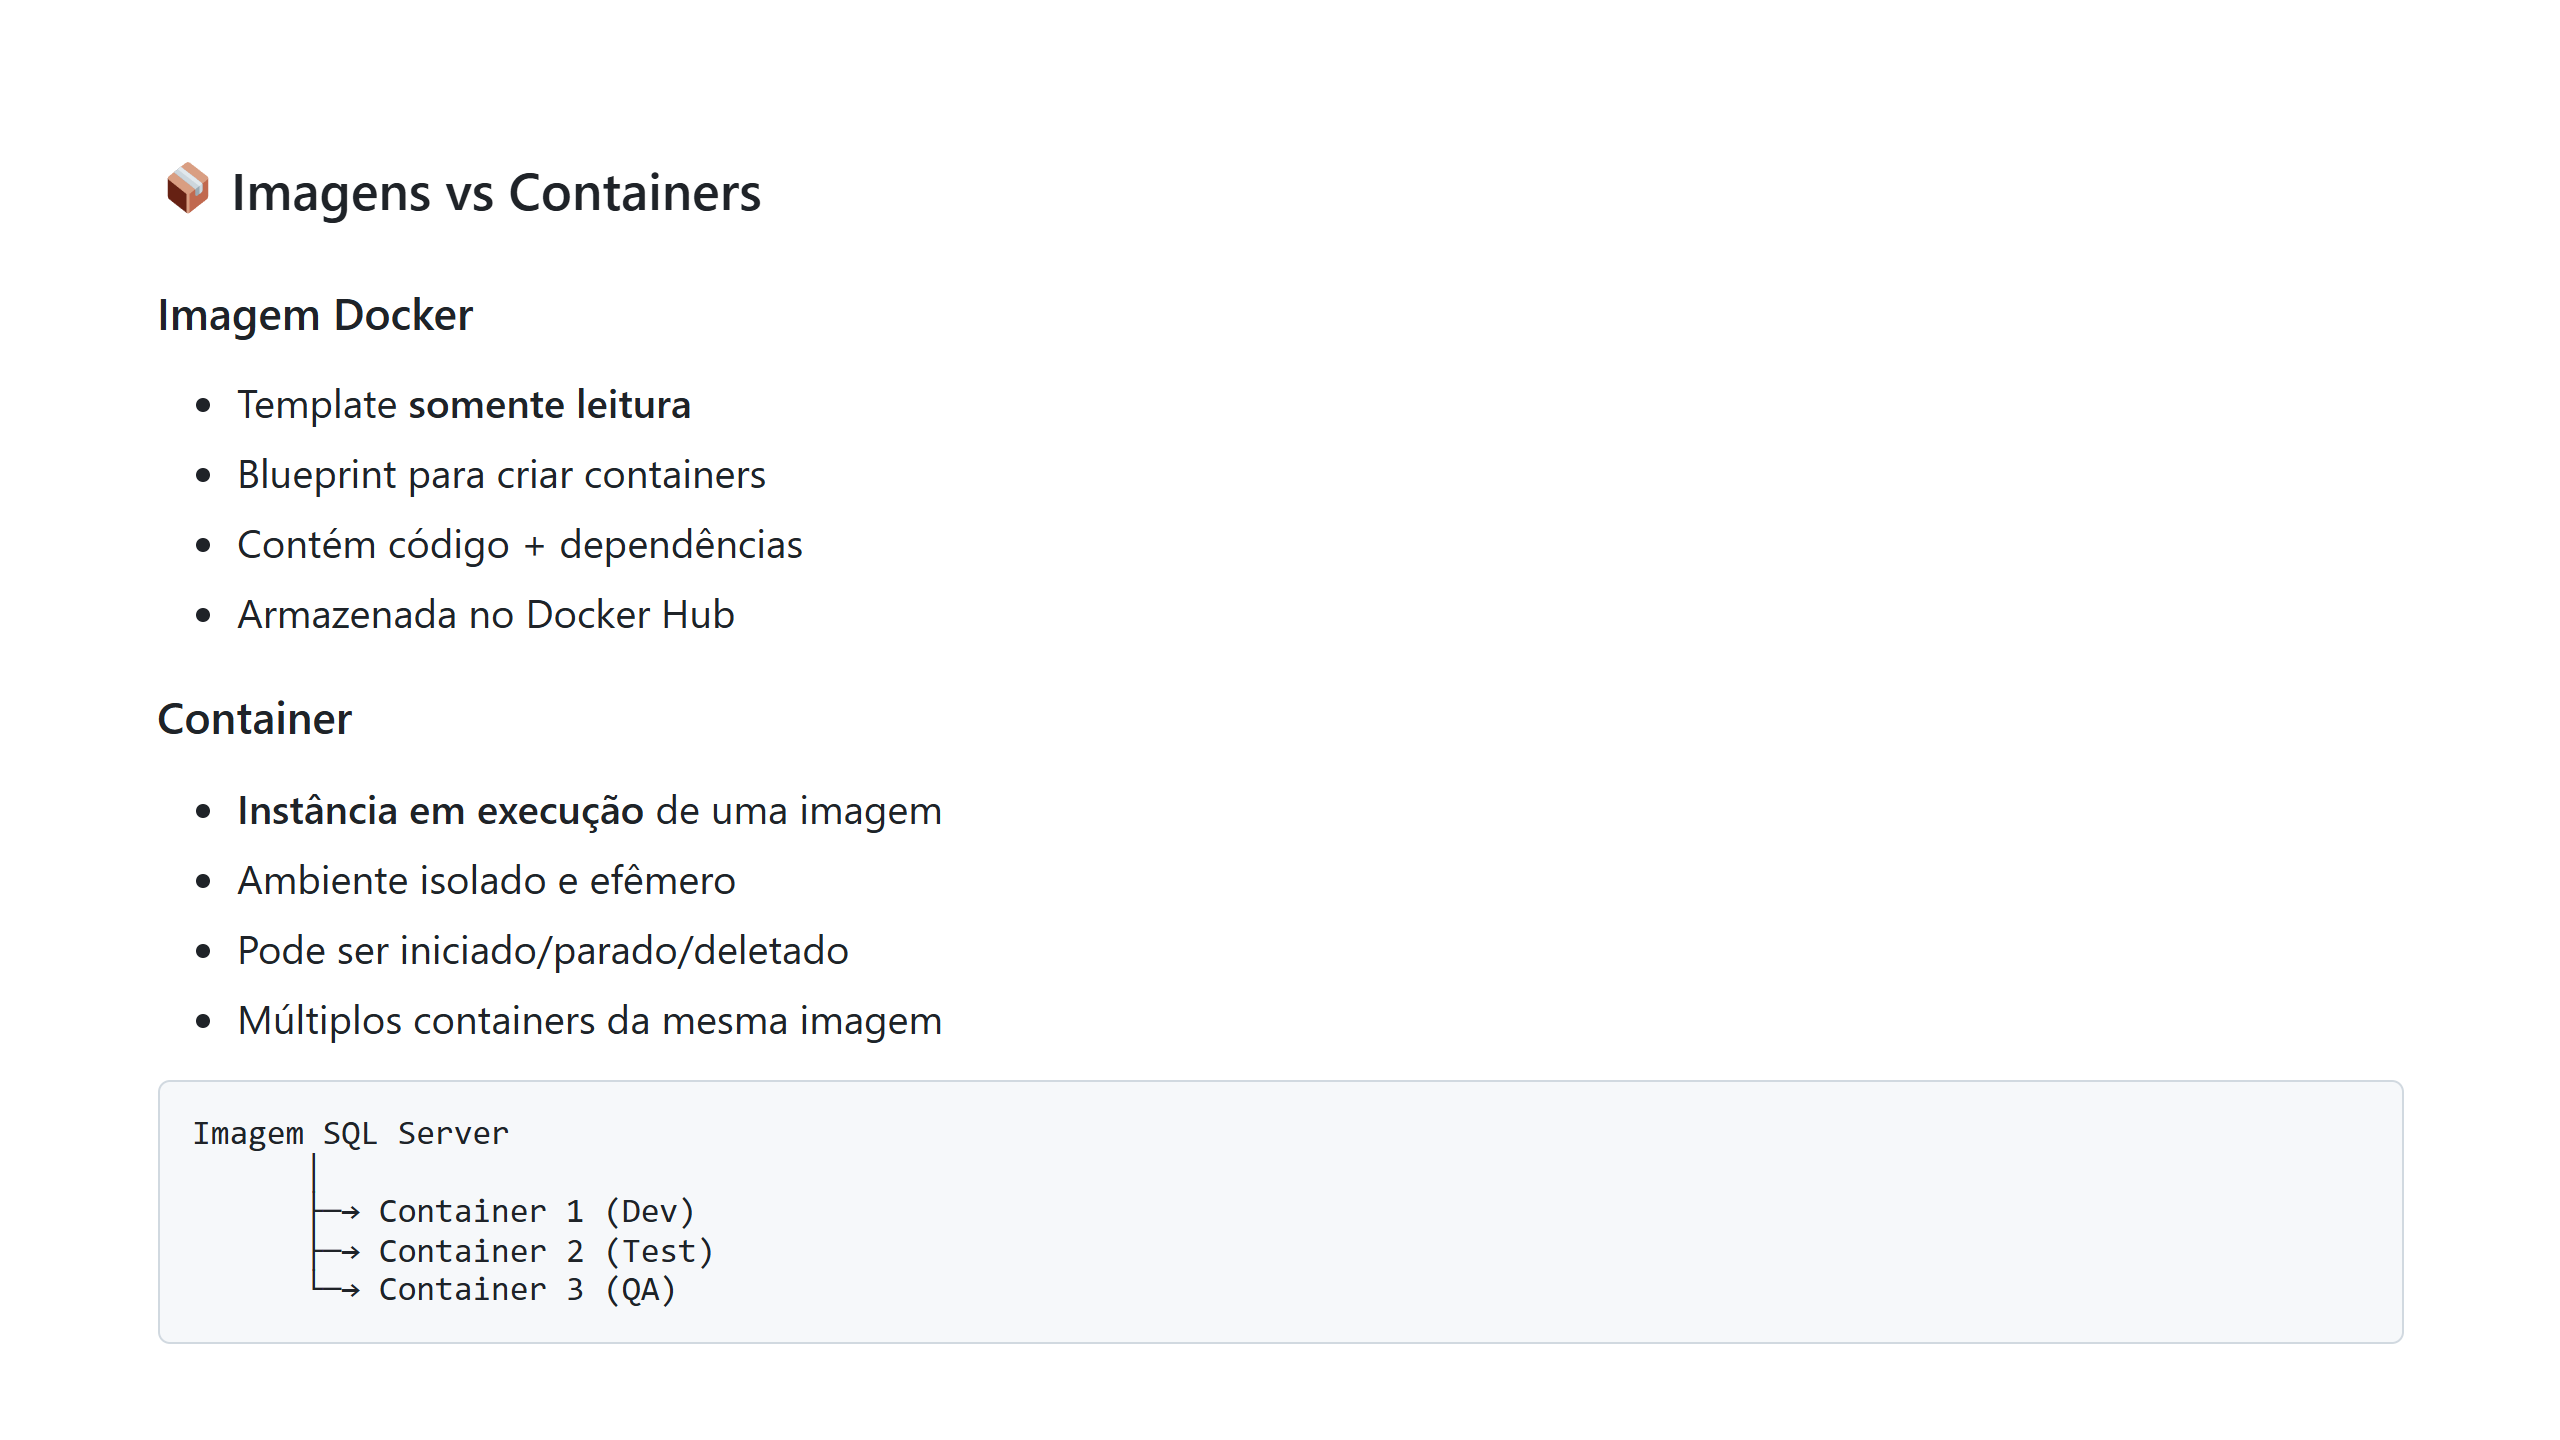 📦 Imagens vs Containers
Imagem Docker
• Template somente leitura
• Blueprint para criar containers
• Contém código + dependências
• Armazenada no Docker Hub
Container
• Instância em execução de uma imagem
• Ambiente isolado e efêmero
• Pode ser iniciado/parado/deletado
• Múltiplos containers da mesma imagem
Imagem SQL Server
│
├─→ Container 1 (Dev)
├─→ Container 2 (Test)
└─→ Container 3 (QA)